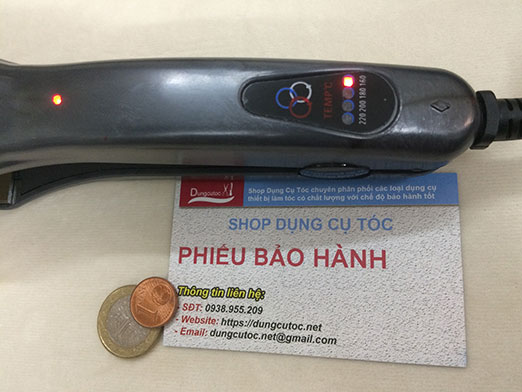 TEMP℃
220 200 180 160
Dungcutoc
Shop Dụng Cụ Tóc chuyên phân phối các loại dụng cụ
thiết bị làm tóc có chất lượng với chế độ bảo hành tốt
SHOP DỤNG CỤ TÓC
PHIẾU BẢO HÀNH
Thông tin liên hệ:
- SĐT: 0938.955.209
- Website: https://dungcutoc.net
- Email: dungcutoc.net@gmail.com
1